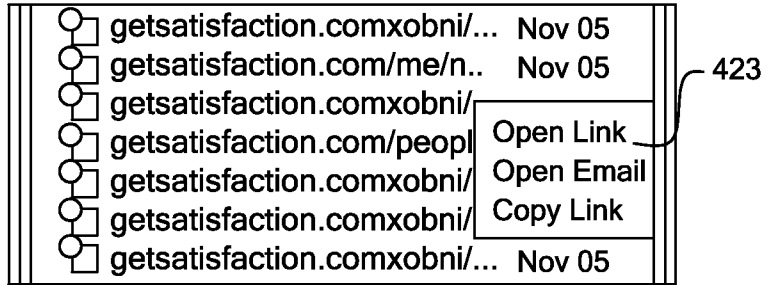 getsatisfaction.comxobni/... Nov 05
getsatisfaction.com/me/n.. Nov 05
423
getsatisfaction.comxobni/
getsatisfaction.com/peopl
Open Link
Open Email
getsatisfaction.comxobni/
Copy Link
getsatisfaction.comxobni/
getsatisfaction.comxobni/... Nov 05